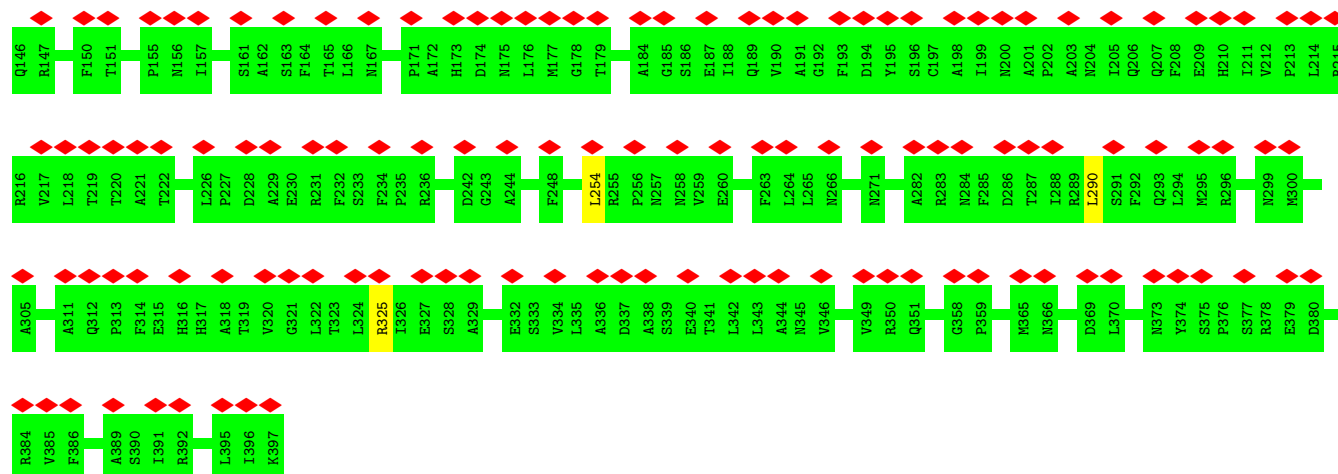 Q146 R147 F150 T151 P155 N156 I157 S161 A162 S163 F164 T165 L166 N167 P171 A172 H173 D174 N175 L176 M177 G178 T179 A184 G185 S186 E187 I188 Q189 V190 A191 G192 F193 D194 Y195 S196 C197 A198 I199 N200 A201 P202 A203 N204 I205 Q206 Q207 F208 E209 H210 I211 V212 P213 L214 R215
R216 V217 L218 T219 T220 A221 T222 L226 P227 D228 A229 E230 R231 F232 S233 F234 P235 R236 D242 G243 A244 F248 L254 R255 P256 N257 N258 V259 E260 F263 L264 L265 N266 N271 A282 R283 N284 F285 D286 T287 I288 R289 L290 S291 F292 Q293 L294 M295 R296 N299 M300
A305 A311 Q312 P313 F314 E315 H316 H317 A318 T319 V320 G321 L322 T323 L324 R325 I326 E327 S328 A329 E332 S333 V334 L335 A336 D337 A338 S339 E340 T341 L342 L343 A344 N345 V346 V349 R350 Q351 G358 P359 M365 N366 D369 L370 N373 Y374 S375 P376 S377 R378 E379 D380
R384 V385 F386 A389 S390 I391 R392 L395 I396 K397